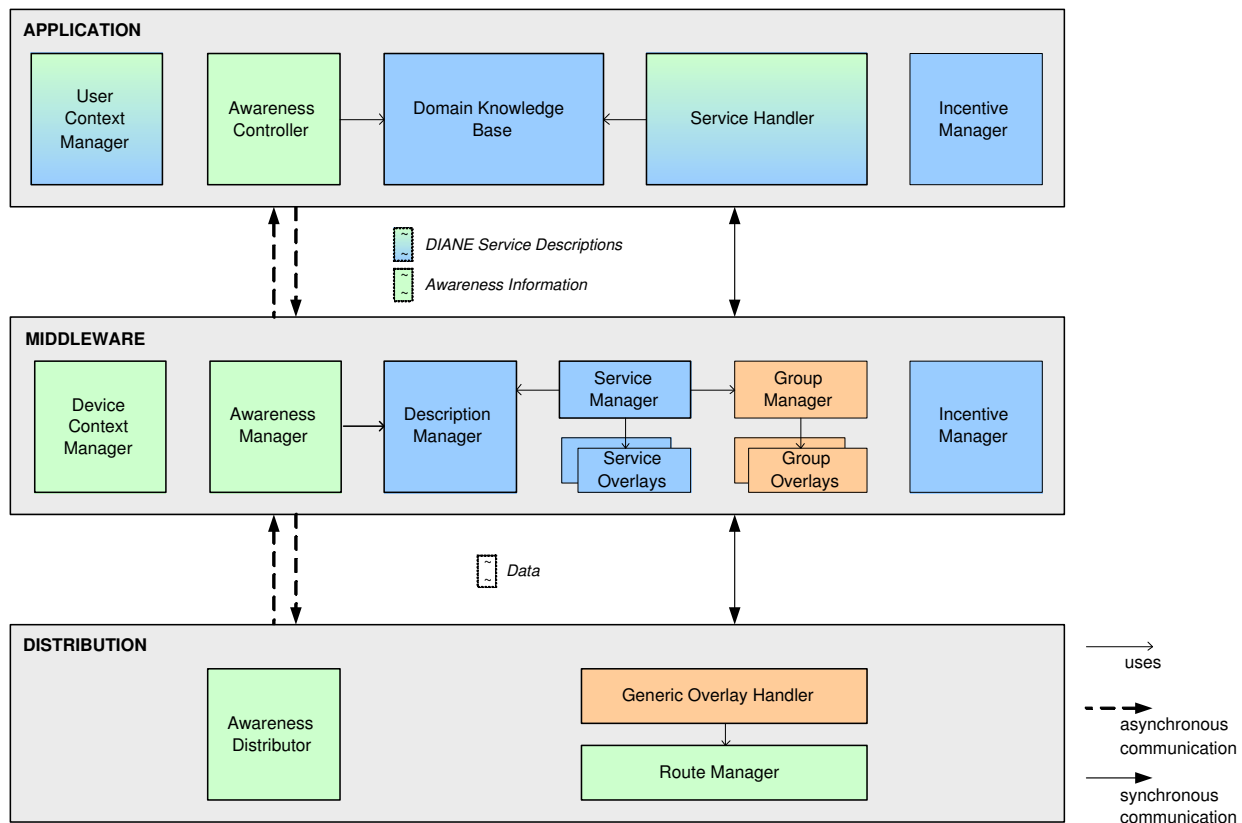 APPLICATION
User
Context
Manager
Awareness
Controller
Domain Knowledge
Base
Service Handler
Incentive
Manager
~
~
DIANE Service Descriptions
~
~
Awareness Information
MIDDLEWARE
Device
Context
Manager
Awareness
Manager
Description
Manager
Service
Manager
Service
Overlays
Group
Manager
Group
Overlays
Incentive
Manager
~
~
Data
DISTRIBUTION
Awareness
Distributor
Generic Overlay Handler
Route Manager
uses
asynchronous
communication
synchronous
communication